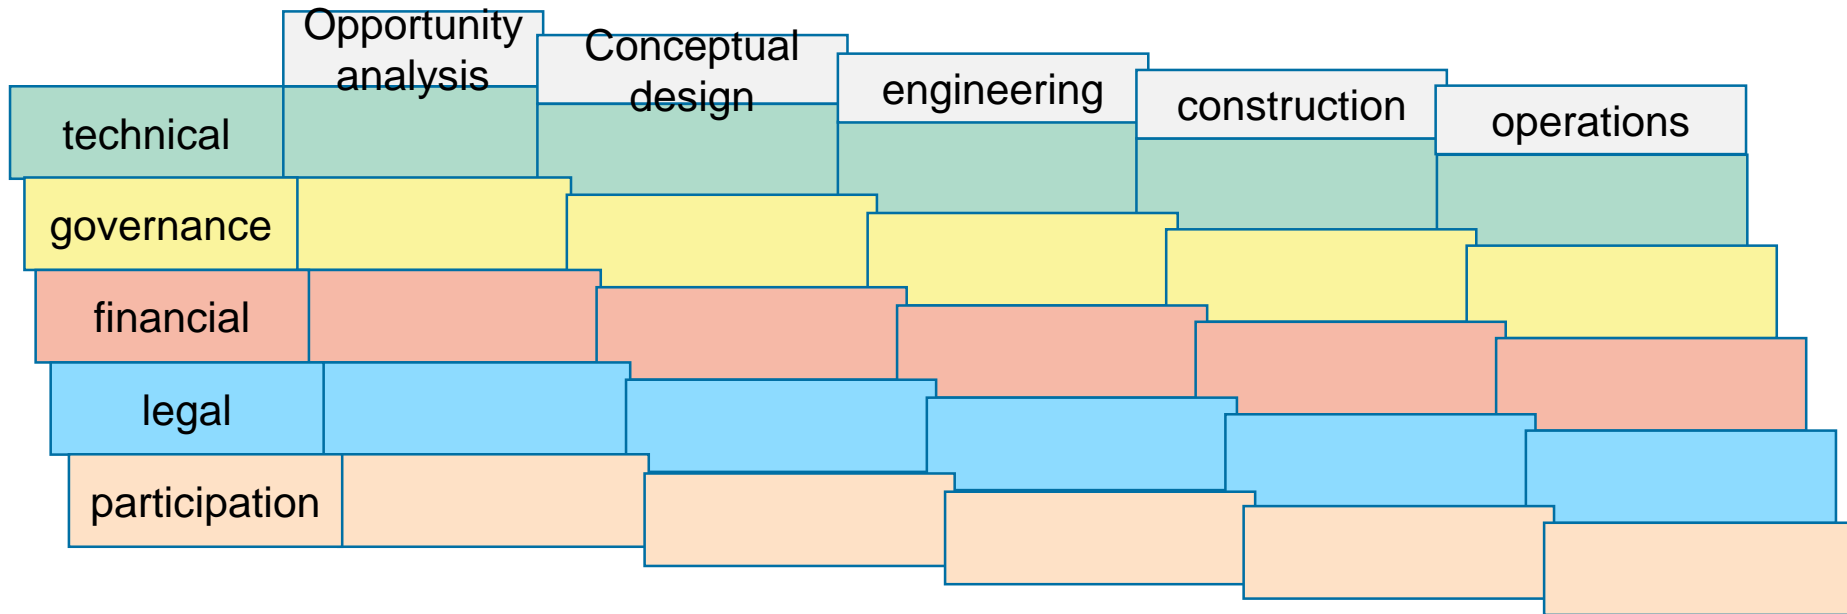 Opportunity
analysis
Conceptual
design
engineering
construction
operations
technical
governance
financial
legal
participation